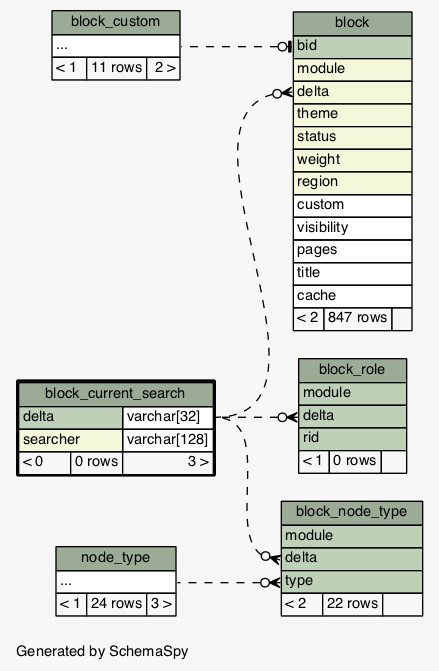 block_custom
...
< 1 11 rows 2 >
block
bid
module
delta
theme
status
weight
region
custom
visibility
pages
title
cache
< 2 847 rows
block_current_search
delta varchar[32]
searcher varchar[128]
< 0 0 rows 3 >
block_role
module
delta
rid
< 1 0 rows
block_node_type
module
delta
type
< 2 22 rows
node_type
...
< 1 24 rows 3 >
Generated by SchemaSpy